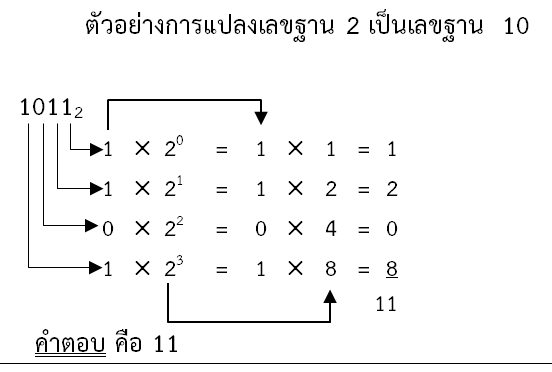 ตัวอย่างการแปลงเลขฐาน 2 เป็นเลขฐาน 10
1011₂
1 × 2⁰ = 1 × 1 = 1
1 × 2¹ = 1 × 2 = 2
0 × 2² = 0 × 4 = 0
1 × 2³ = 1 × 8 = 8
11
คำตอบ คือ 11